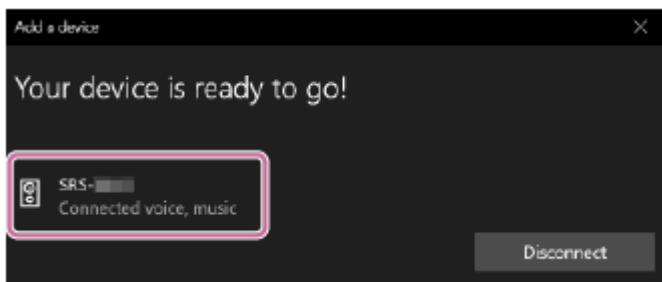 Add a device
Your device is ready to go!
SRS-
Connected voice, music
Disconnect